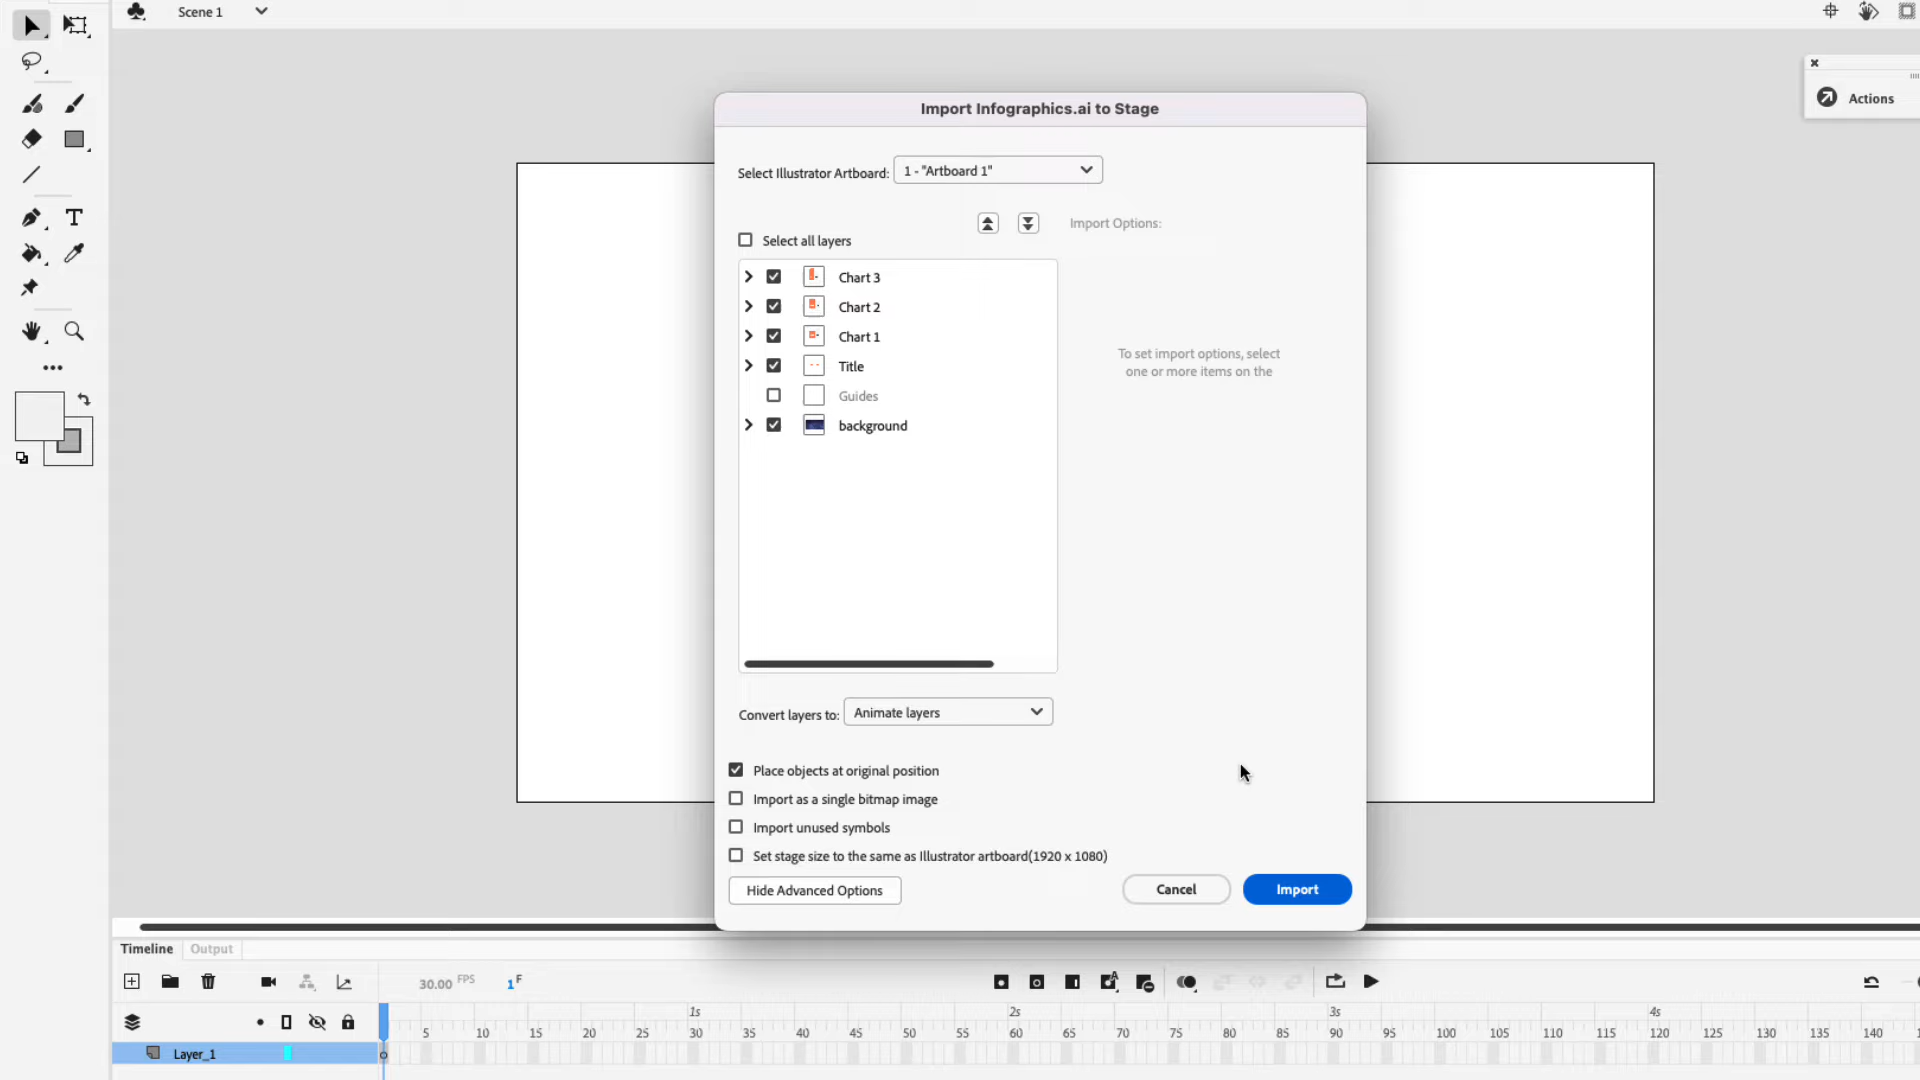 Scene 1
Actions
Import Infographics.ai to Stage
Select Illustrator Artboard: 1 - "Artboard 1"
Import Options:
Select all layers
Chart 3
Chart 2
Chart 1
Title
Guides
background
To set import options, select
one or more items on the
Convert layers to: Animate layers
Place objects at original position
Import as a single bitmap image
Import unused symbols
Set stage size to the same as Illustrator artboard(1920 x 1080)
Hide Advanced Options
Cancel
Import
Timeline
Output
30.00 FPS
1 F
1s 2s 3s 4s
5 10 15 20 25 30 35 40 45 50 55 60 65 70 75 80 85 90 95 100 105 110 115 120 125 130 135 140
Layer_1